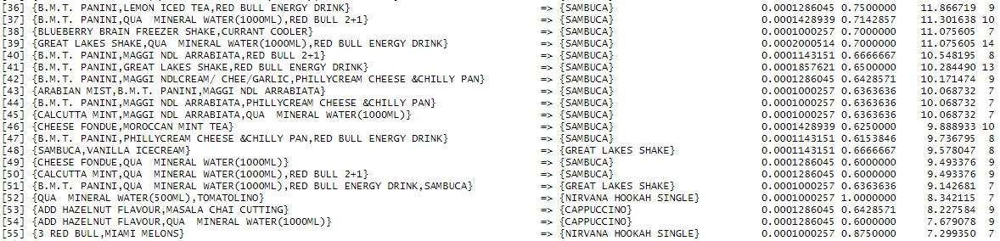 [36] {B.M.T. PANINI,LEMON ICED TEA,RED BULL ENERGY DRINK} => {SAMBUCA} 0.0001286045 0.7500000 11.866719 9
[37] {B.M.T. PANINI,QUA  MINERAL WATER(1000ML),RED BULL 2+1} => {SAMBUCA} 0.0001428939 0.7142857 11.301638 10
[38] {BLUEBERRY BRAIN FREEZER SHAKE,CURRANT COOLER} => {SAMBUCA} 0.0001000257 0.7000000 11.075605 7
[39] {GREAT LAKES SHAKE,QUA  MINERAL WATER(1000ML),RED BULL ENERGY DRINK} => {SAMBUCA} 0.0002000514 0.7000000 11.075605 14
[40] {B.M.T. PANINI,MAGGI NDL ARRABIATA,RED BULL 2+1} => {SAMBUCA} 0.0001143151 0.6666667 10.548195 8
[41] {B.M.T. PANINI,GREAT LAKES SHAKE,RED BULL ENERGY DRINK} => {SAMBUCA} 0.0001857621 0.6500000 10.284490 13
[42] {B.M.T. PANINI,MAGGI NDLCREAM/ CHEE/GARLIC,PHILLYCREAM CHEESE &CHILLY PAN} => {SAMBUCA} 0.0001286045 0.6428571 10.171474 9
[43] {ARABIAN MIST,B.M.T. PANINI,MAGGI NDL ARRABIATA} => {SAMBUCA} 0.0001000257 0.6363636 10.068732 7
[44] {B.M.T. PANINI,MAGGI NDL ARRABIATA,PHILLYCREAM CHEESE &CHILLY PAN} => {SAMBUCA} 0.0001000257 0.6363636 10.068732 7
[45] {CALCUTTA MINT,MAGGI NDL ARRABIATA,QUA  MINERAL WATER(1000ML)} => {SAMBUCA} 0.0001000257 0.6363636 10.068732 7
[46] {CHEESE FONDUE,MOROCCAN MINT TEA} => {SAMBUCA} 0.0001428939 0.6250000 9.888933 10
[47] {B.M.T. PANINI,PHILLYCREAM CHEESE &CHILLY PAN,RED BULL ENERGY DRINK} => {SAMBUCA} 0.0001143151 0.6153846 9.736795 8
[48] {SAMBUCA,VANILLA ICECREAM} => {GREAT LAKES SHAKE} 0.0001143151 0.6666667 9.578047 8
[49] {CHEESE FONDUE,QUA  MINERAL WATER(1000ML)} => {SAMBUCA} 0.0001286045 0.6000000 9.493376 9
[50] {CALCUTTA MINT,QUA  MINERAL WATER(1000ML),RED BULL 2+1} => {SAMBUCA} 0.0001286045 0.6000000 9.493376 9
[51] {B.M.T. PANINI,QUA  MINERAL WATER(1000ML),RED BULL ENERGY DRINK,SAMBUCA} => {GREAT LAKES SHAKE} 0.0001000257 0.6363636 9.142681 7
[52] {QUA  MINERAL WATER(500ML),TOMATOLINO} => {NIRVANA HOOKAH SINGLE} 0.0001000257 1.0000000 8.342115 7
[53] {ADD HAZELNUT FLAVOUR,MASALA CHAI CUTTING} => {CAPPUCCINO} 0.0001286045 0.6428571 8.227584 9
[54] {ADD HAZELNUT FLAVOUR,QUA  MINERAL WATER(1000ML)} => {CAPPUCCINO} 0.0001286045 0.6000000 7.679078 9
[55] {3 RED BULL,MIAMI MELONS} => {NIRVANA HOOKAH SINGLE} 0.0001000257 0.8750000 7.299350 7